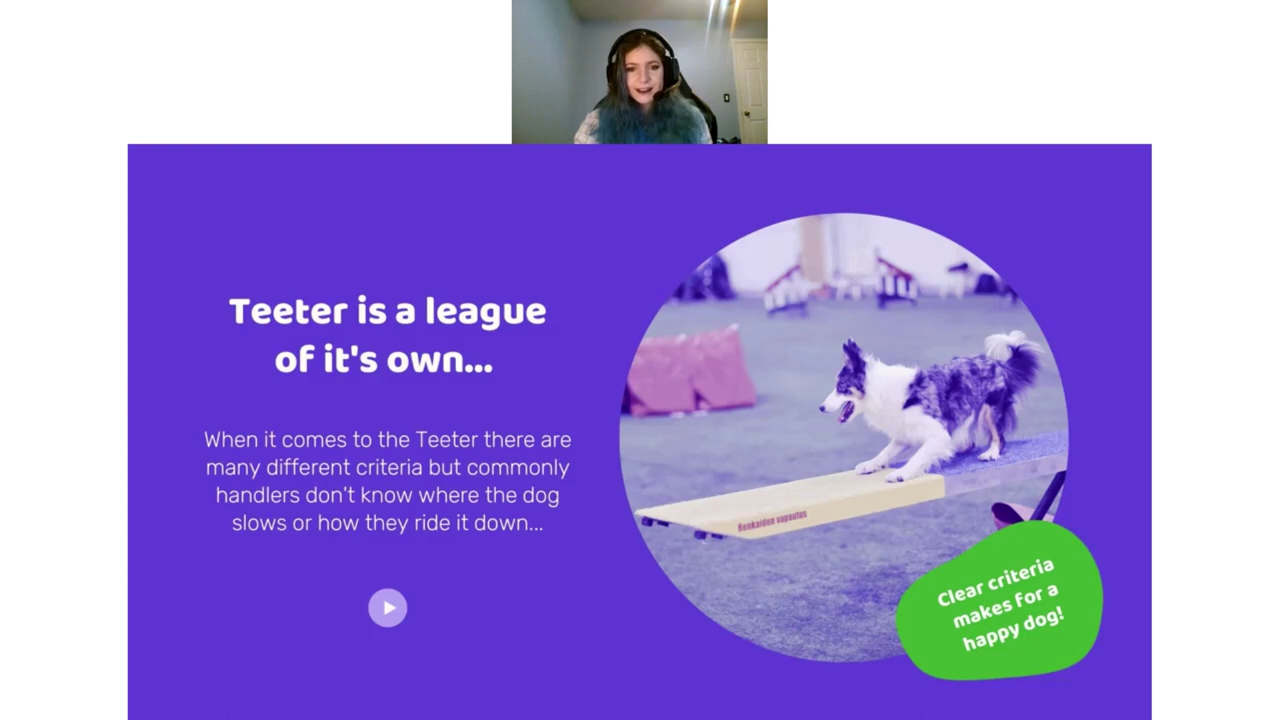 Teeter is a league
of it's own...
When it comes to the Teeter there are
many different criteria but commonly
handlers don't know where the dog
slows or how they ride it down...
Renkaiden vapautus
Clear criteria
makes for a
happy dog!